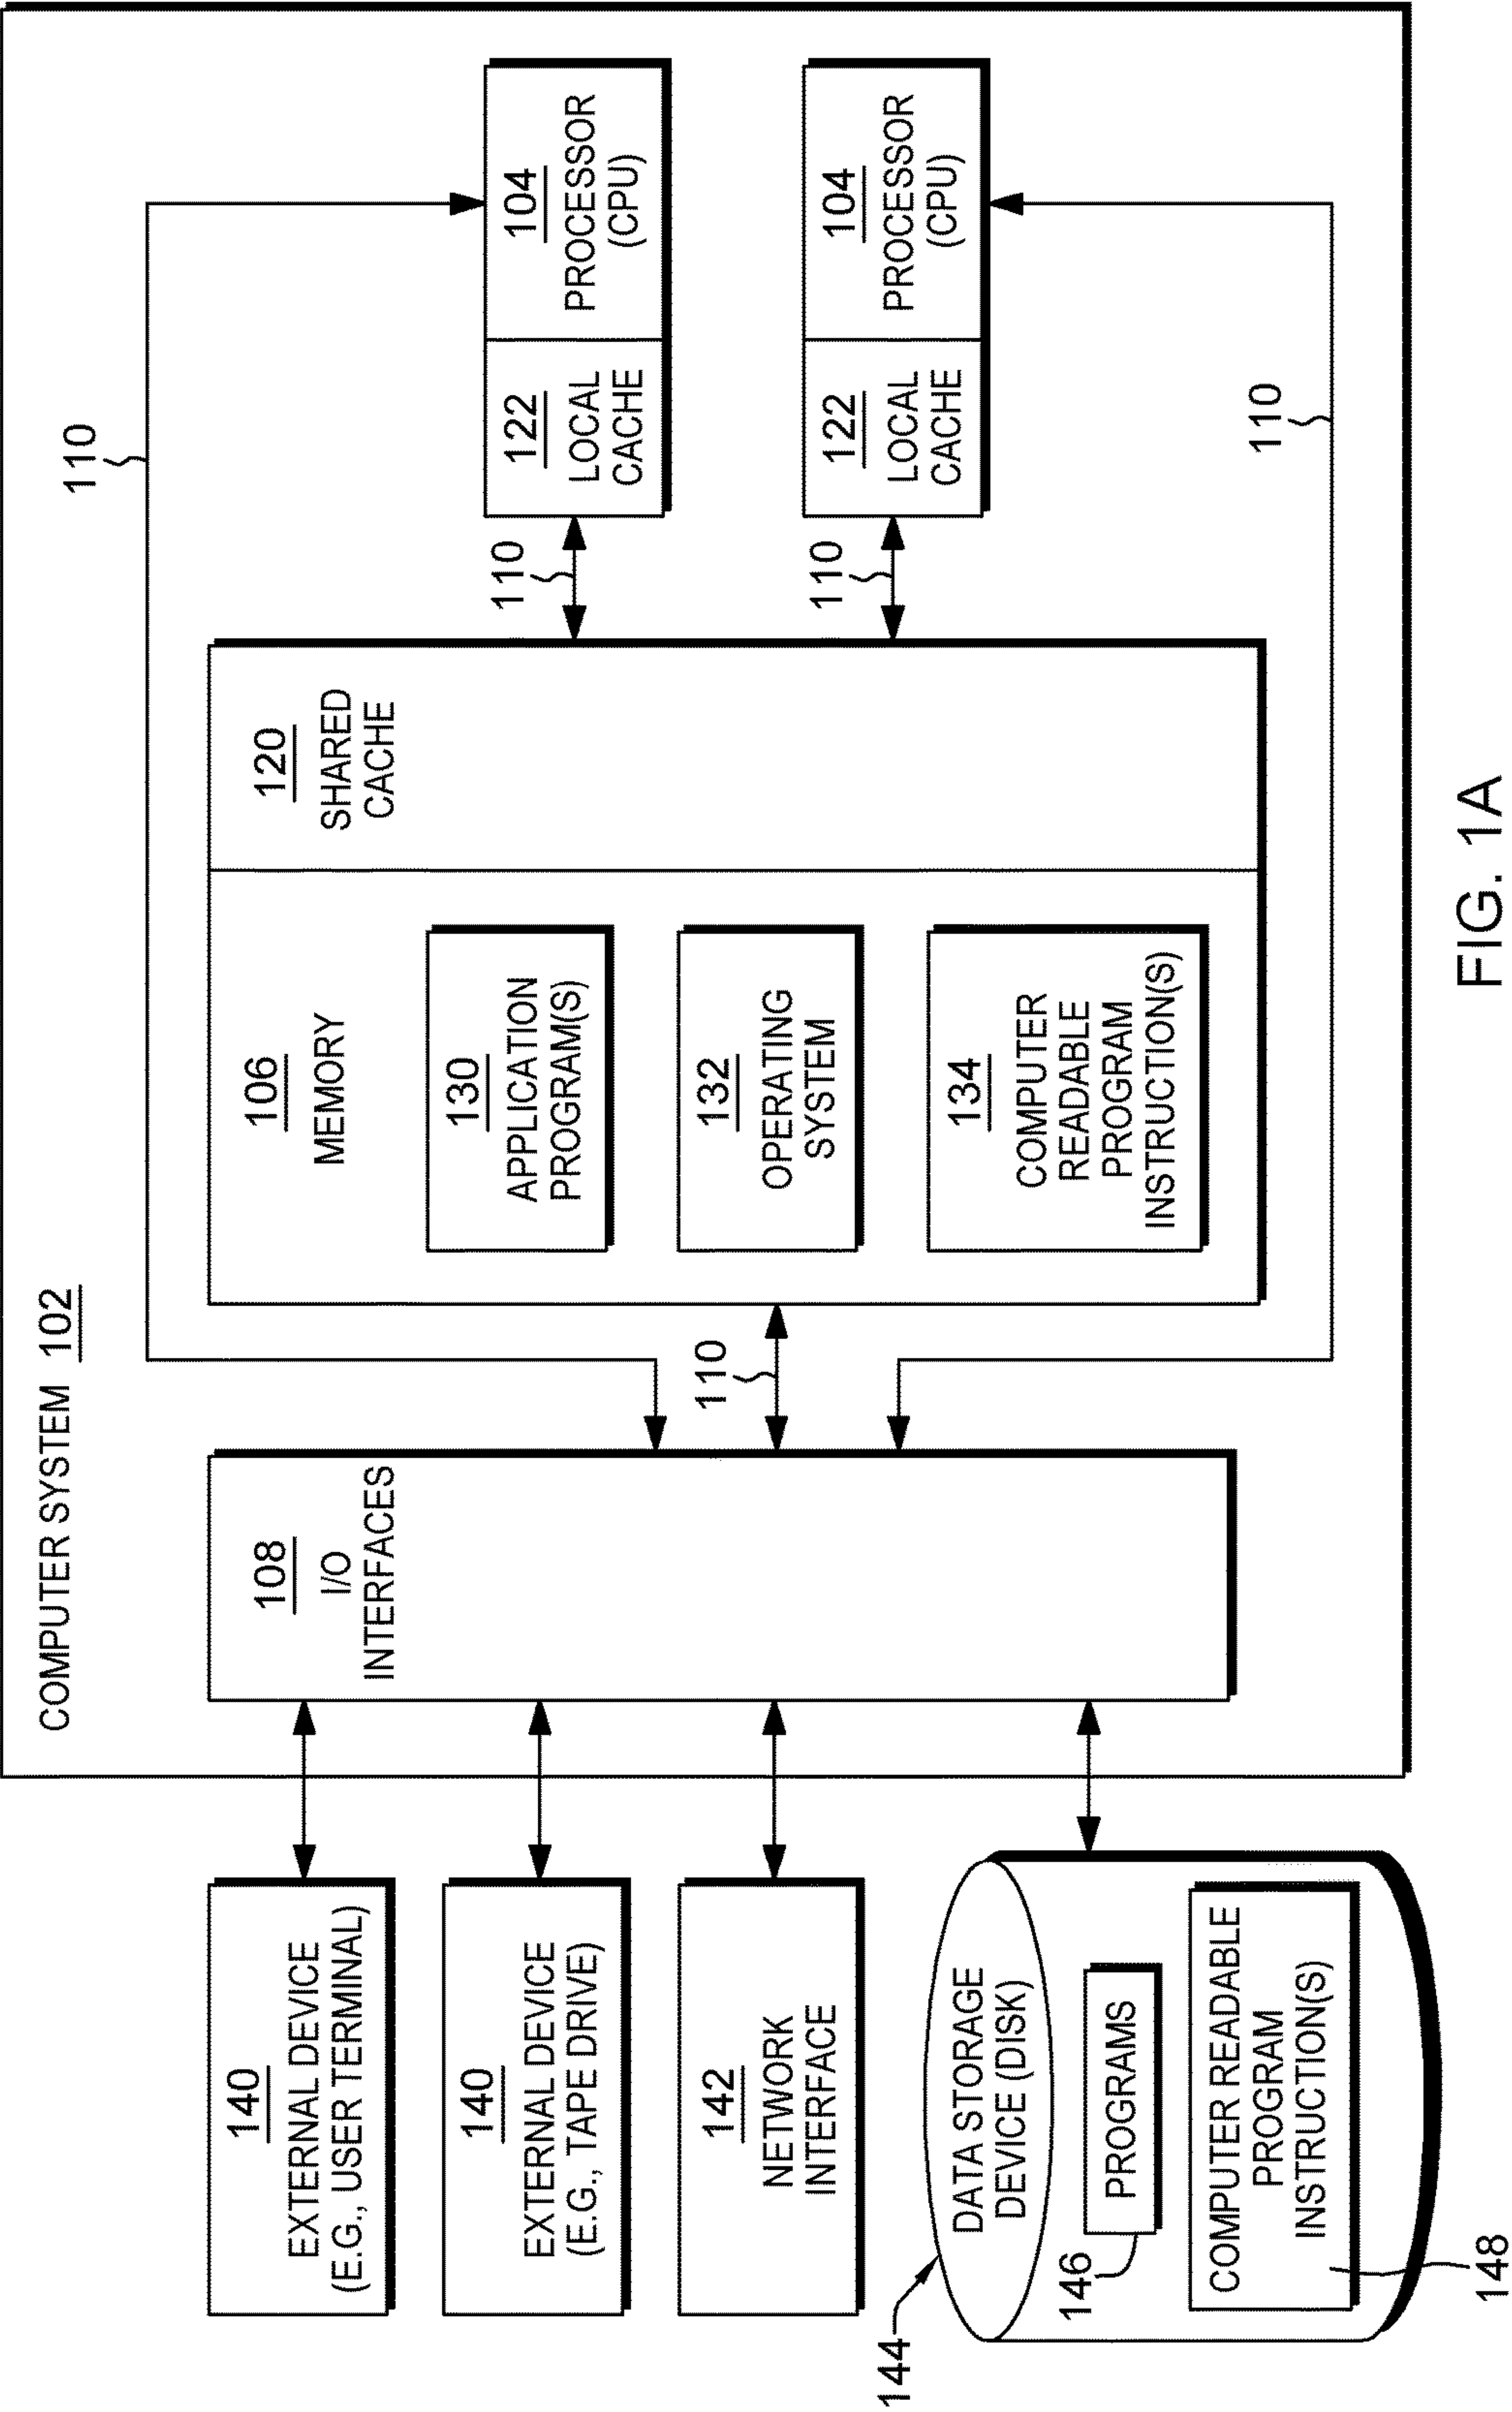 COMPUTER SYSTEM 102
110
140
EXTERNAL DEVICE
(E.G., USER TERMINAL)
140
EXTERNAL DEVICE
(E.G., TAPE DRIVE)
142
NETWORK
INTERFACE
144
DATA STORAGE
DEVICE (DISK)
146
PROGRAMS
COMPUTER READABLE
PROGRAM
INSTRUCTION(S)
148
108
I/O
INTERFACES
110
106
MEMORY
130
APPLICATION
PROGRAM(S)
132
OPERATING
SYSTEM
134
COMPUTER
READABLE
PROGRAM
INSTRUCTION(S)
120
SHARED
CACHE
110
110
122
LOCAL
CACHE
104
PROCESSOR
(CPU)
122
LOCAL
CACHE
104
PROCESSOR
(CPU)
110
FIG. 1A